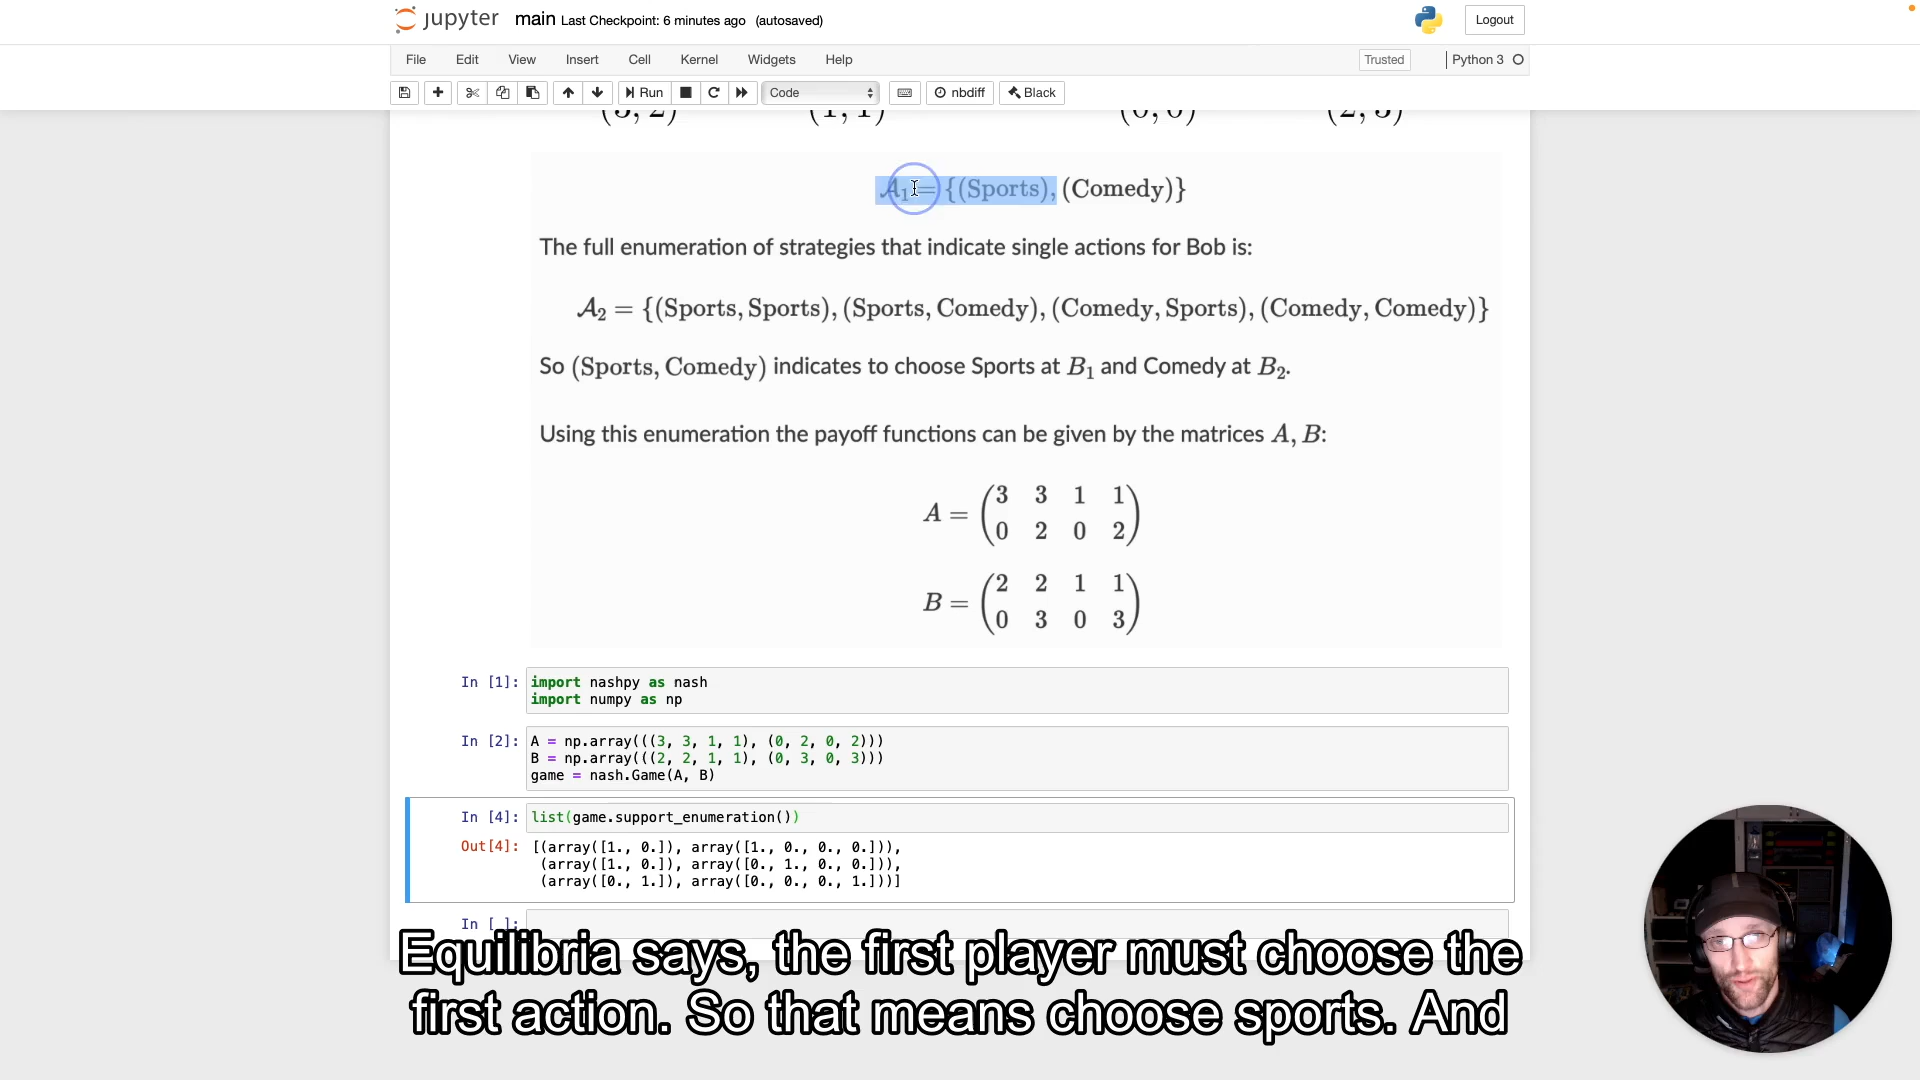 jupyter main Last Checkpoint: 6 minutes ago (autosaved) Logout
File Edit View Insert Cell Kernel Widgets Help Trusted Python 3
Run Code nbdiff Black
(3, 2) (1, 1) (0, 0) (2, 3)
𝒜₁ = {(Sports), (Comedy)}
The full enumeration of strategies that indicate single actions for Bob is:
𝒜₂ = {(Sports, Sports), (Sports, Comedy), (Comedy, Sports), (Comedy, Comedy)}
So (Sports, Comedy) indicates to choose Sports at B₁ and Comedy at B₂.
Using this enumeration the payoff functions can be given by the matrices A, B:
3 3 1 1
A =
0 2 0 2
2 2 1 1
B =
0 3 0 3
In [1]: import nashpy as nash
import numpy as np
In [2]: A = np.array(((3, 3, 1, 1), (0, 2, 0, 2)))
B = np.array(((2, 2, 1, 1), (0, 3, 0, 3)))
game = nash.Game(A, B)
In [4]: list(game.support_enumeration())
Out[4]: [(array([1., 0.]), array([1., 0., 0., 0.])),
(array([1., 0.]), array([0., 1., 0., 0.])),
(array([0., 1.]), array([0., 0., 0., 1.]))]
In [ ]:
Equilibria says, the first player must choose the
first action. So that means choose sports. And